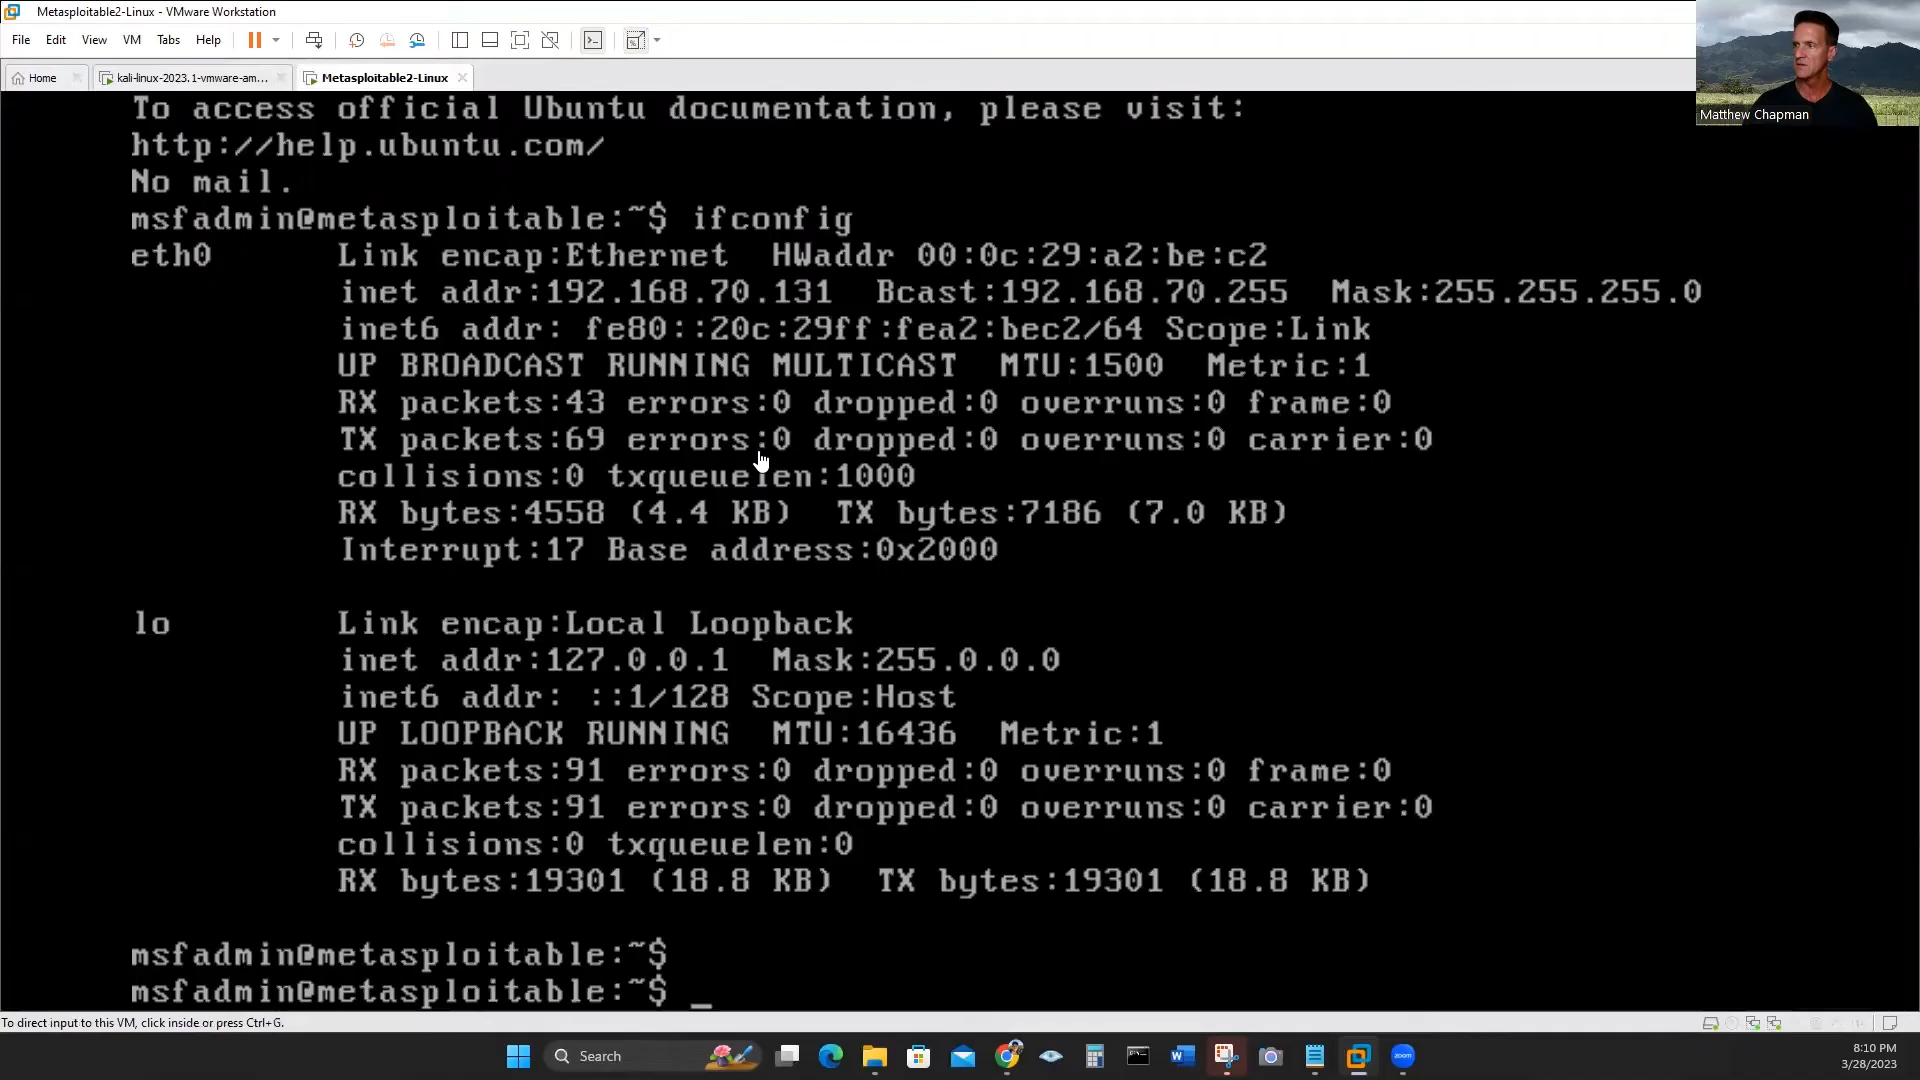 Metasploitable2-Linux - VMware Workstation
File Edit View VM Tabs Help
Home kali-linux-2023.1-vmware-am... Metasploitable2-Linux
Matthew Chapman
To access official Ubuntu documentation, please visit:
http://help.ubuntu.com/
No mail.
msfadmin@metasploitable:~$ ifconfig
eth0 Link encap:Ethernet HWaddr 00:0c:29:a2:be:c2
inet addr:192.168.70.131 Bcast:192.168.70.255 Mask:255.255.255.0
inet6 addr: fe80::20c:29ff:fea2:bec2/64 Scope:Link
UP BROADCAST RUNNING MULTICAST MTU:1500 Metric:1
RX packets:43 errors:0 dropped:0 overruns:0 frame:0
TX packets:69 errors:0 dropped:0 overruns:0 carrier:0
collisions:0 txqueuelen:1000
RX bytes:4558 (4.4 KB) TX bytes:7186 (7.0 KB)
Interrupt:17 Base address:0x2000
lo Link encap:Local Loopback
inet addr:127.0.0.1 Mask:255.0.0.0
inet6 addr: ::1/128 Scope:Host
UP LOOPBACK RUNNING MTU:16436 Metric:1
RX packets:91 errors:0 dropped:0 overruns:0 frame:0
TX packets:91 errors:0 dropped:0 overruns:0 carrier:0
collisions:0 txqueuelen:0
RX bytes:19301 (18.8 KB) TX bytes:19301 (18.8 KB)
msfadmin@metasploitable:~$
msfadmin@metasploitable:~$ _
To direct input to this VM, click inside or press Ctrl+G.
Search
zoom
8:10 PM
3/28/2023